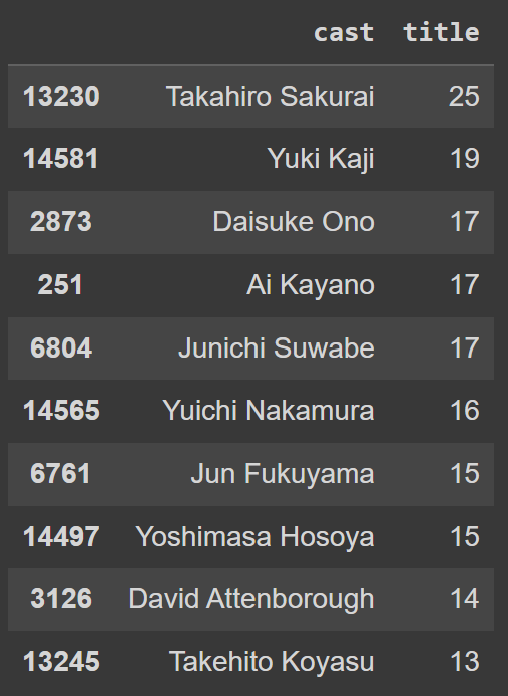 cast title
13230 Takahiro Sakurai 25
14581 Yuki Kaji 19
2873 Daisuke Ono 17
251 Ai Kayano 17
6804 Junichi Suwabe 17
14565 Yuichi Nakamura 16
6761 Jun Fukuyama 15
14497 Yoshimasa Hosoya 15
3126 David Attenborough 14
13245 Takehito Koyasu 13